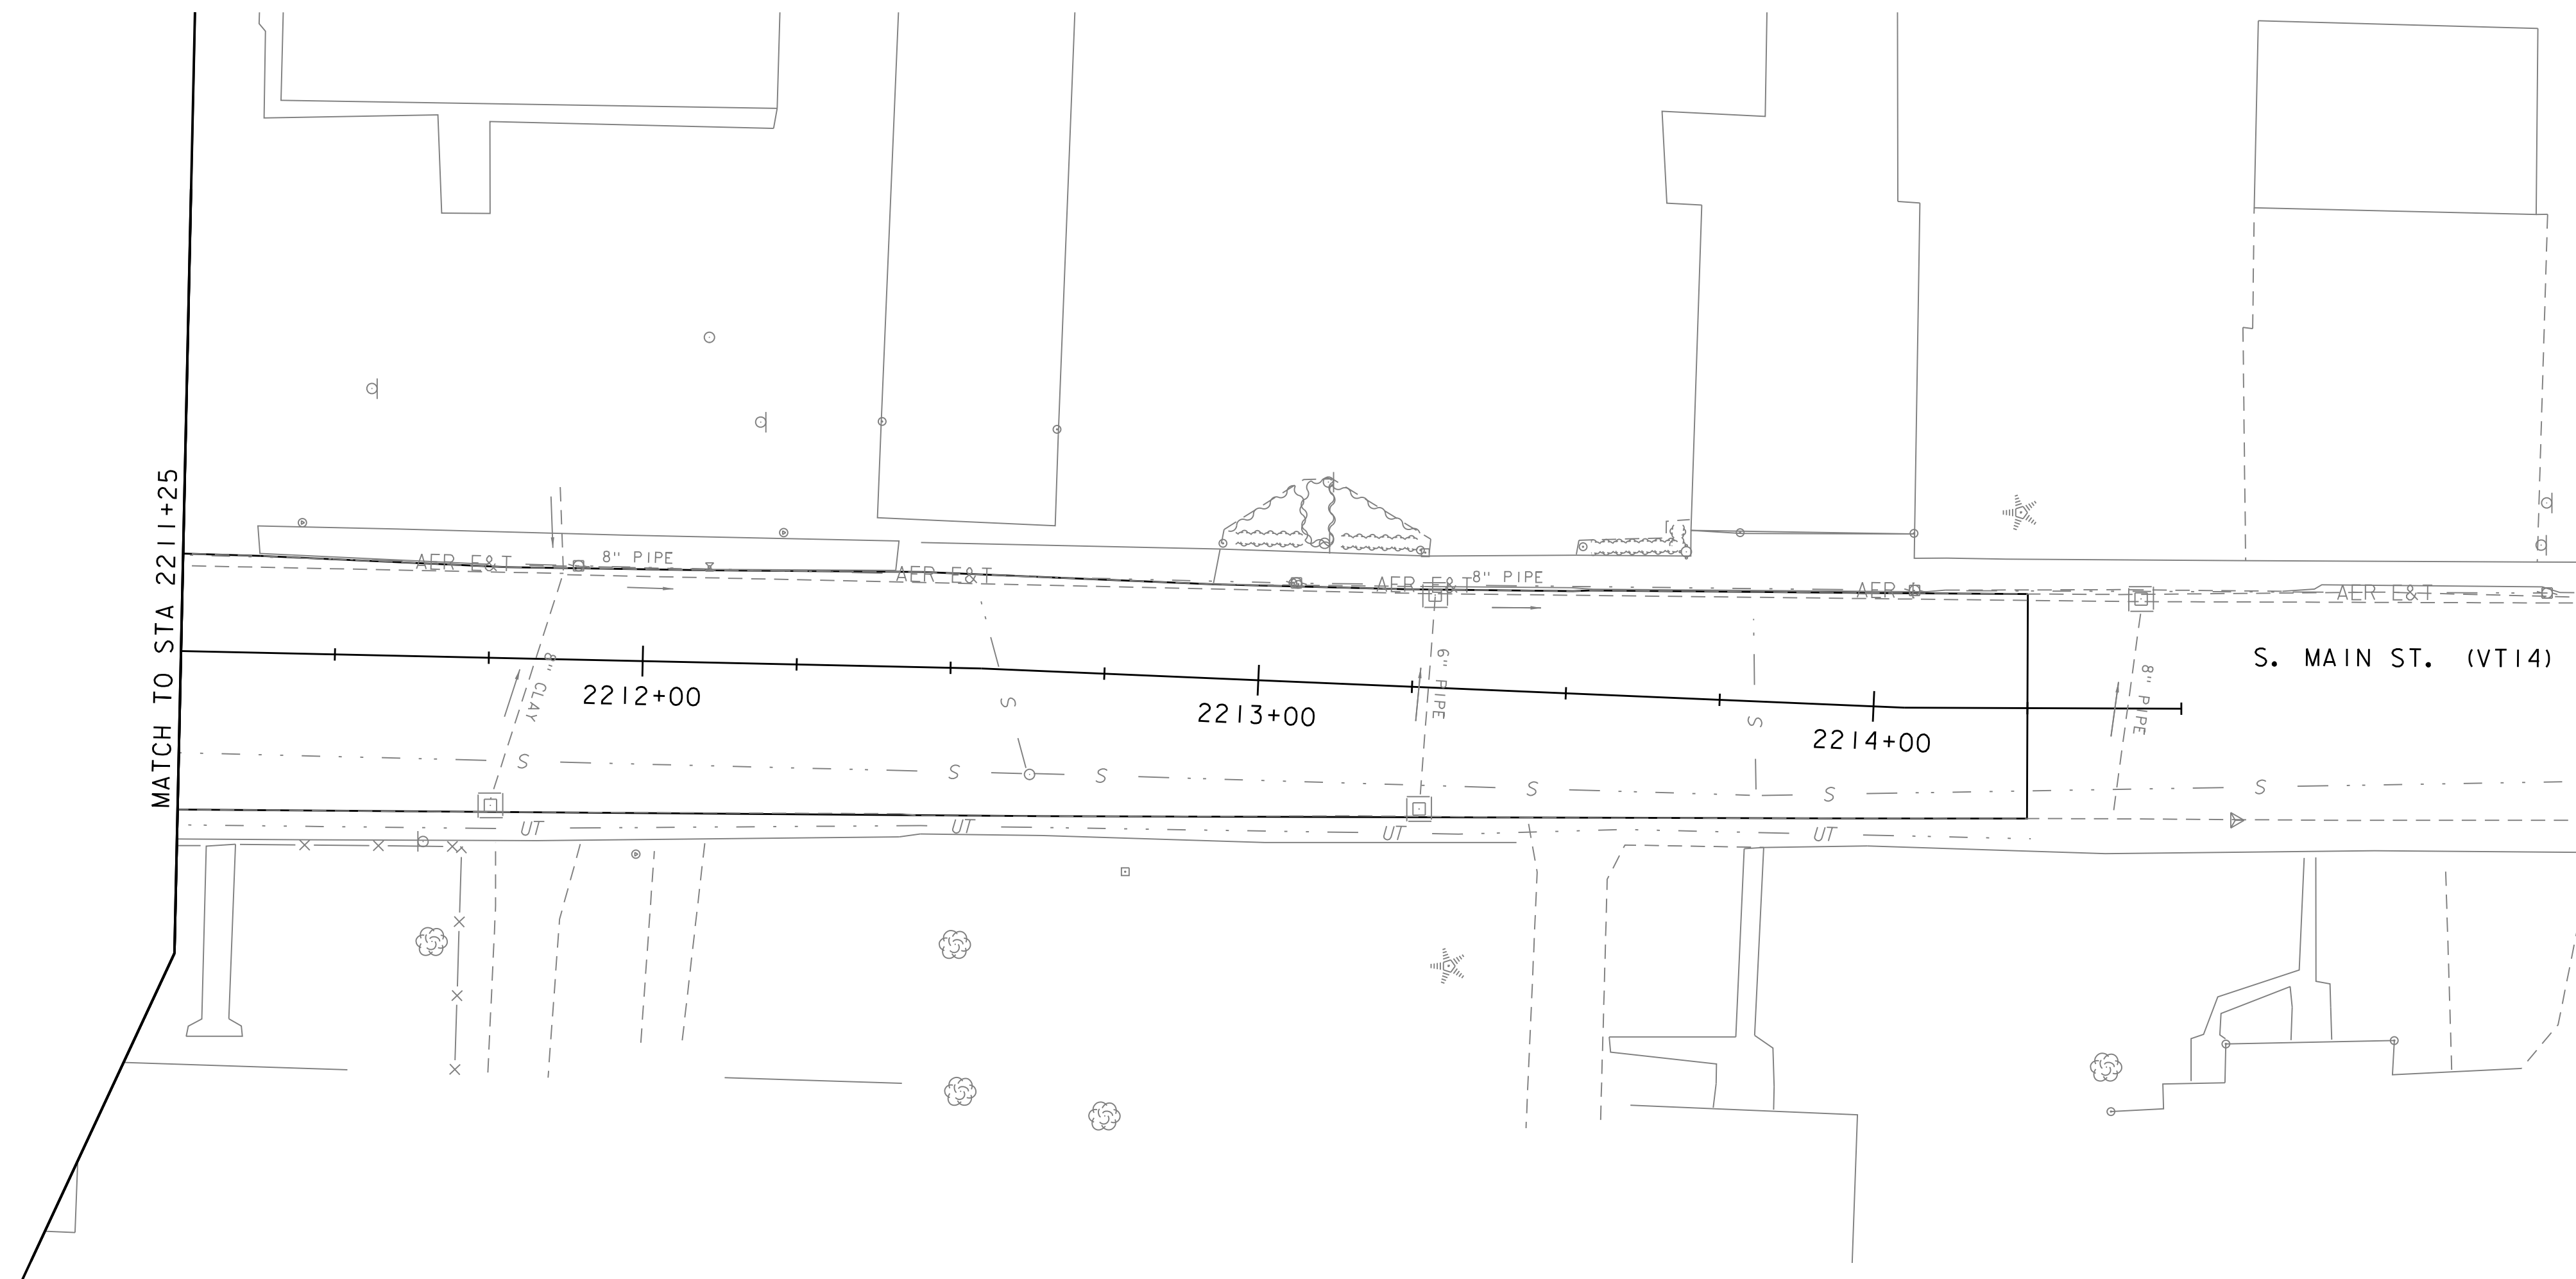 MATCH TO STA 2211+25
AER E&T
8" PIPE
AER E&T
AER E&T
8" PIPE
AER E
AER E&T
8" CLAY
2212+00
S
2213+00
6" PIPE
S
2214+00
8" PIPE
S. MAIN ST. (VT14)
S
S
S
S
S
S
UT
UT
UT
UT